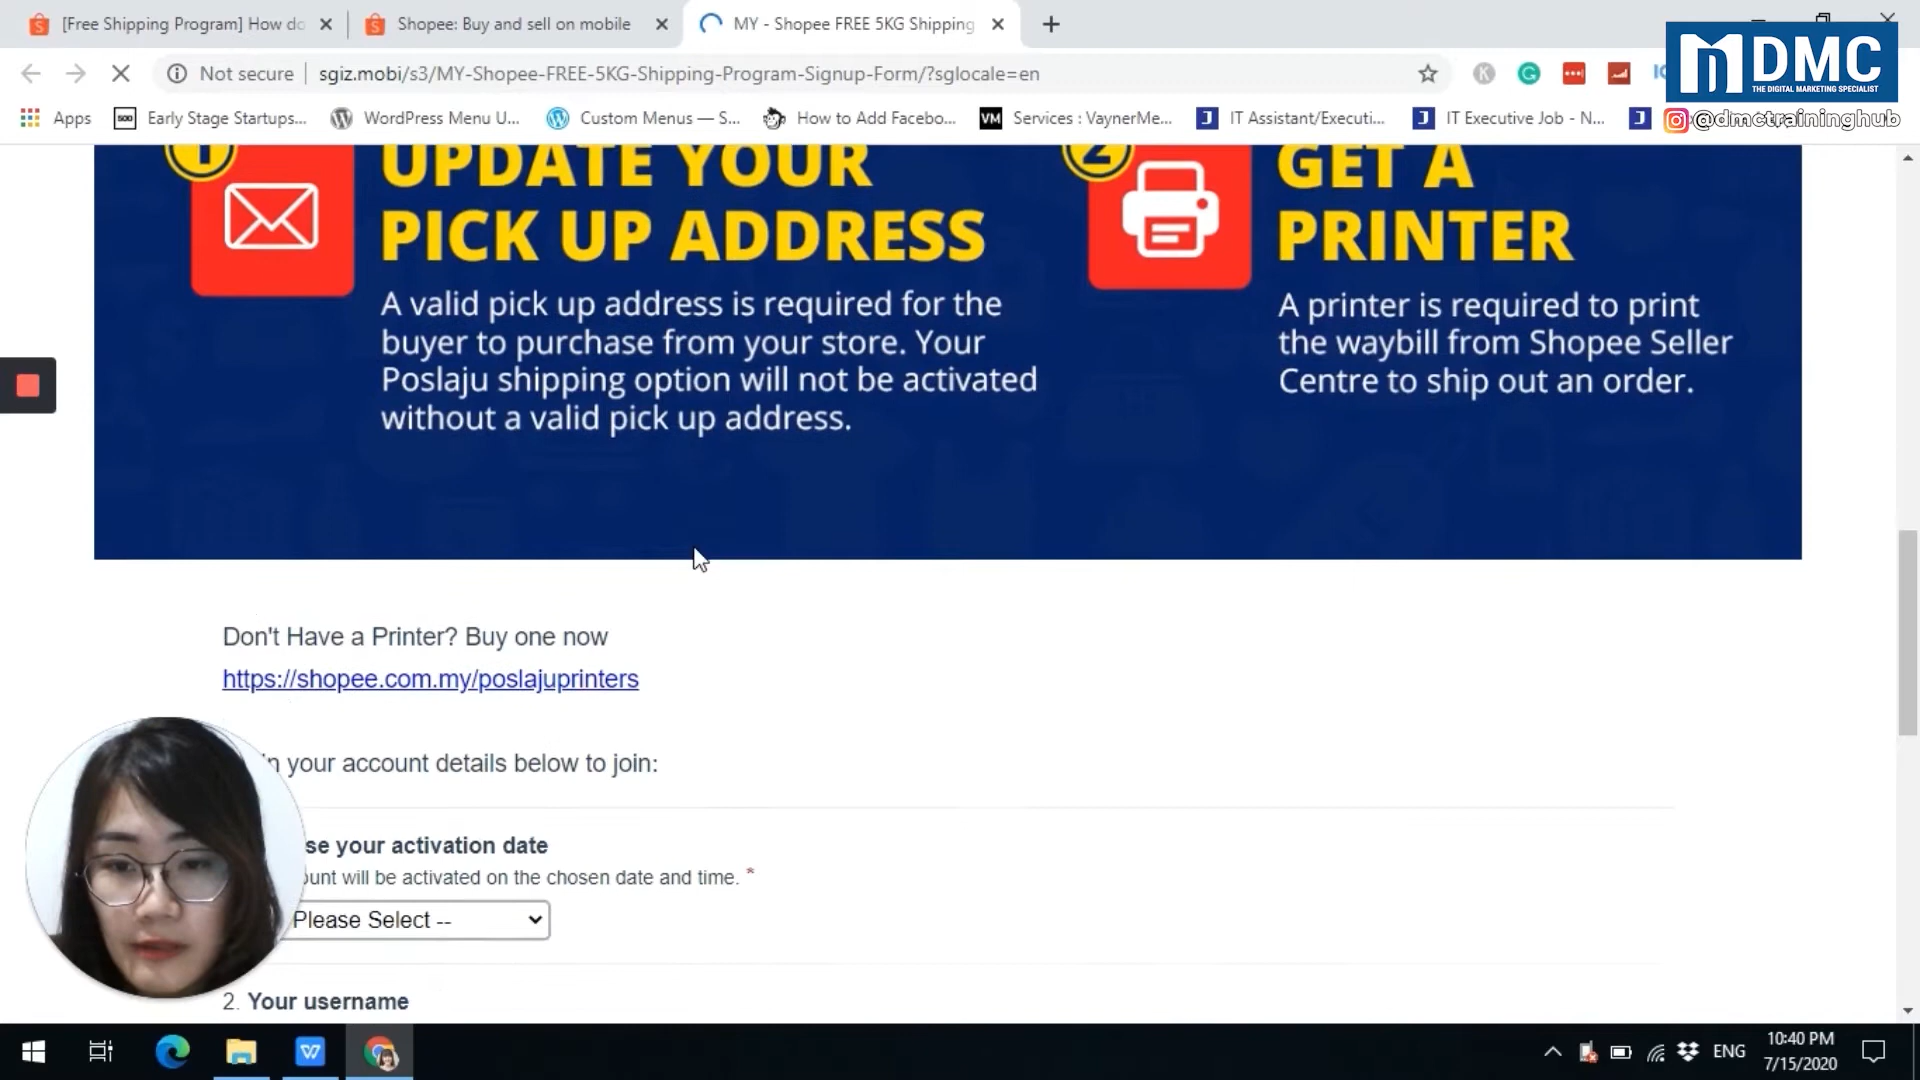 [Free Shipping Program] How do
Shopee: Buy and sell on mobile
MY - Shopee FREE 5KG Shipping
Not secure
sgiz.mobi/s3/MY-Shopee-FREE-5KG-Shipping-Program-Signup-Form/?sglocale=en
DMC
THE DIGITAL MARKETING SPECIALIST
Apps
Early Stage Startups...
WordPress Menu U...
Custom Menus — S...
How to Add Facebo...
VM
Services : VaynerMe...
IT Assistant/Executi...
IT Executive Job - N...
@dmctraininghub
1
UPDATE YOUR
PICK UP ADDRESS
A valid pick up address is required for the
buyer to purchase from your store. Your
Poslaju shipping option will not be activated
without a valid pick up address.
2
GET A
PRINTER
A printer is required to print
the waybill from Shopee Seller
Centre to ship out an order.
Don't Have a Printer? Buy one now
https://shopee.com.my/poslajuprinters
your account details below to join:
se your activation date
ount will be activated on the chosen date and time. *
Please Select --
2. Your username
ENG
10:40 PM
7/15/2020